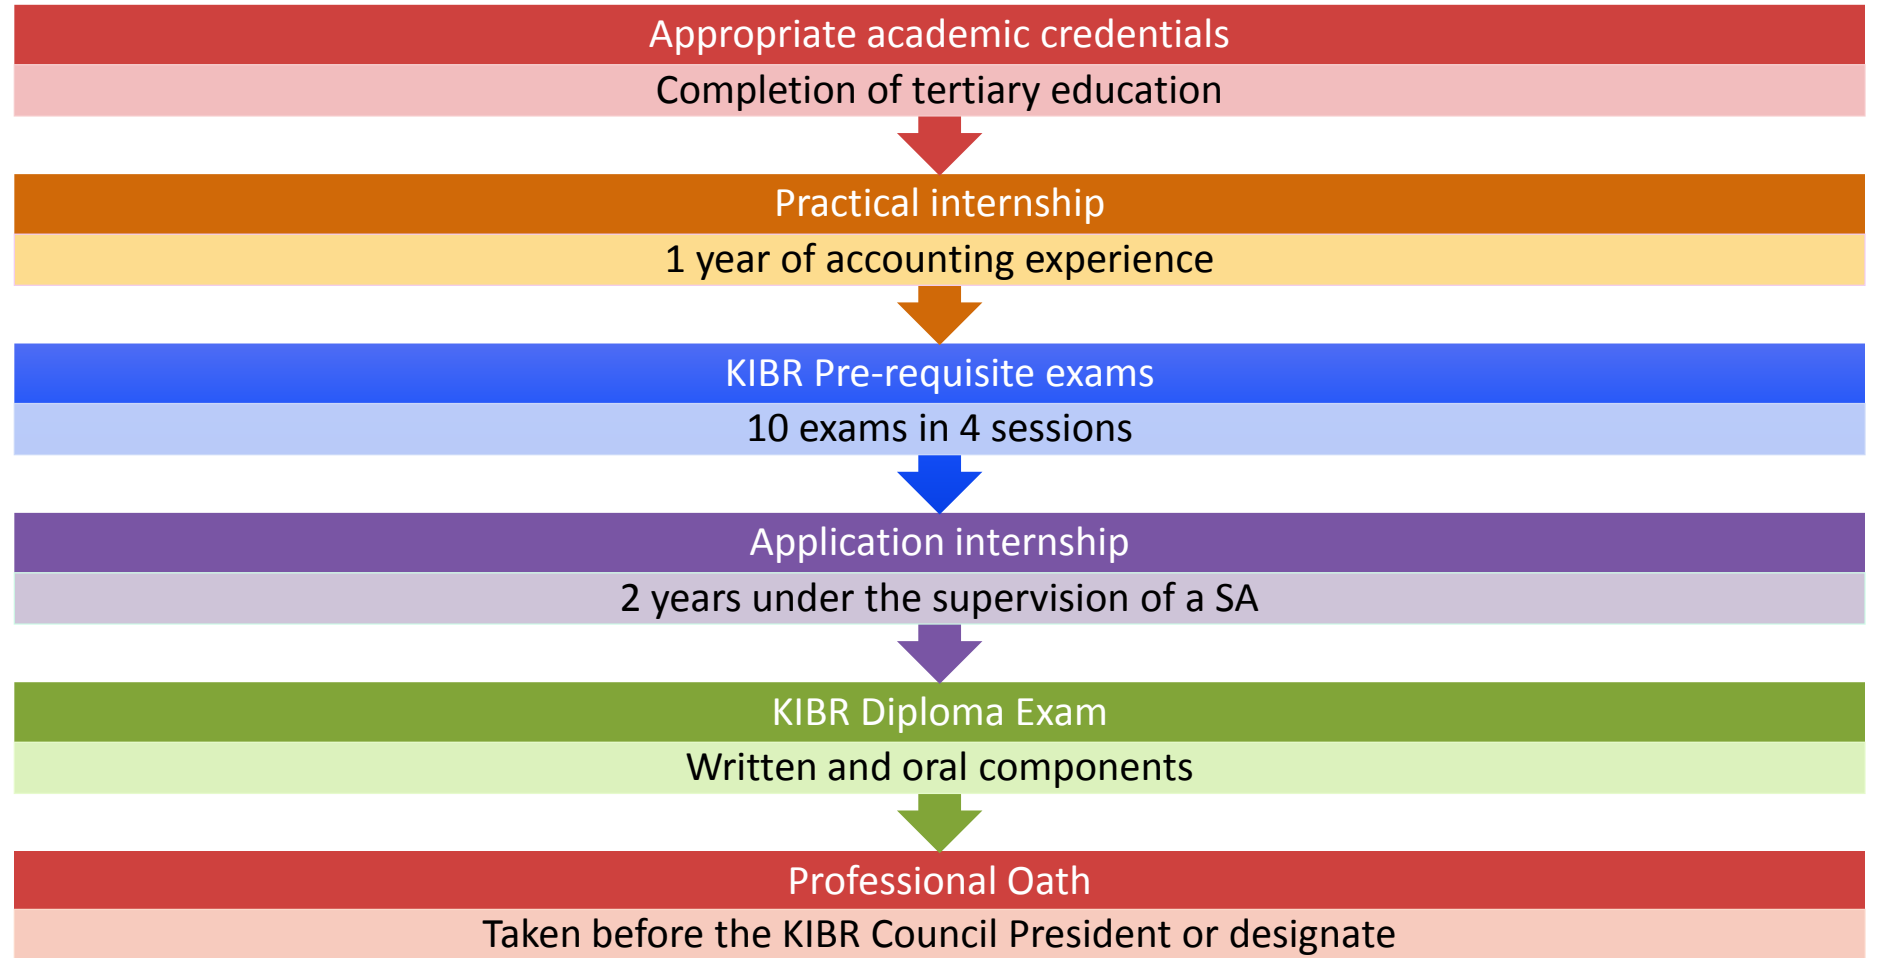 Appropriate academic credentials
Completion of tertiary education
Practical internship
1 year of accounting experience
KIBR Pre-requisite exams
10 exams in 4 sessions
Application internship
2 years under the supervision of a SA
KIBR Diploma Exam
Written and oral components
Professional Oath
Taken before the KIBR Council President or designate